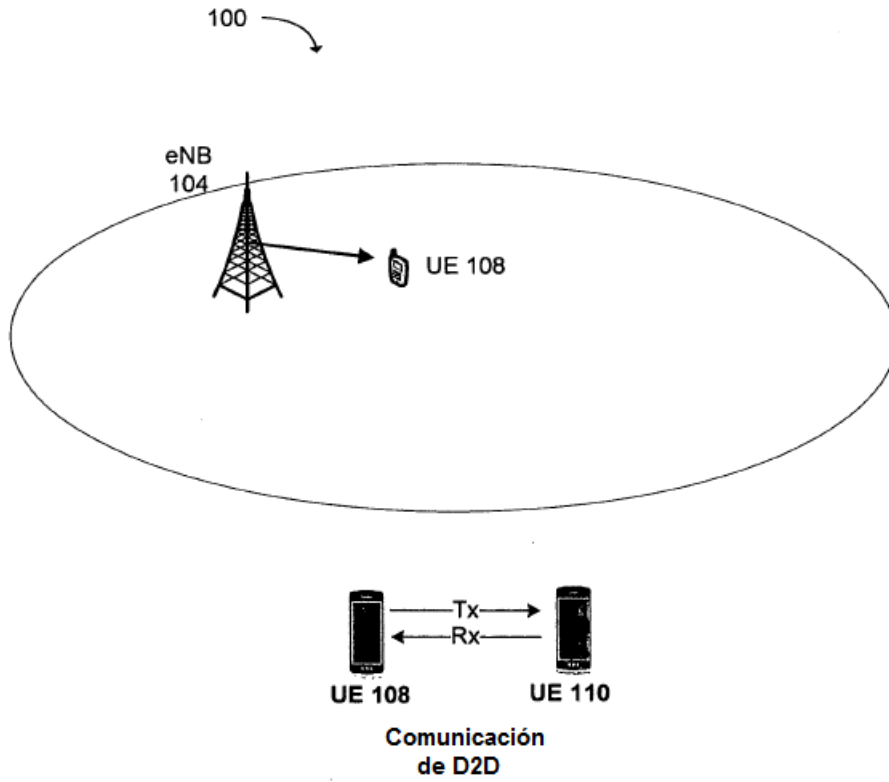 100
eNB
104
UE 108
Tx
Rx
UE 108
UE 110
Comunicación
de D2D